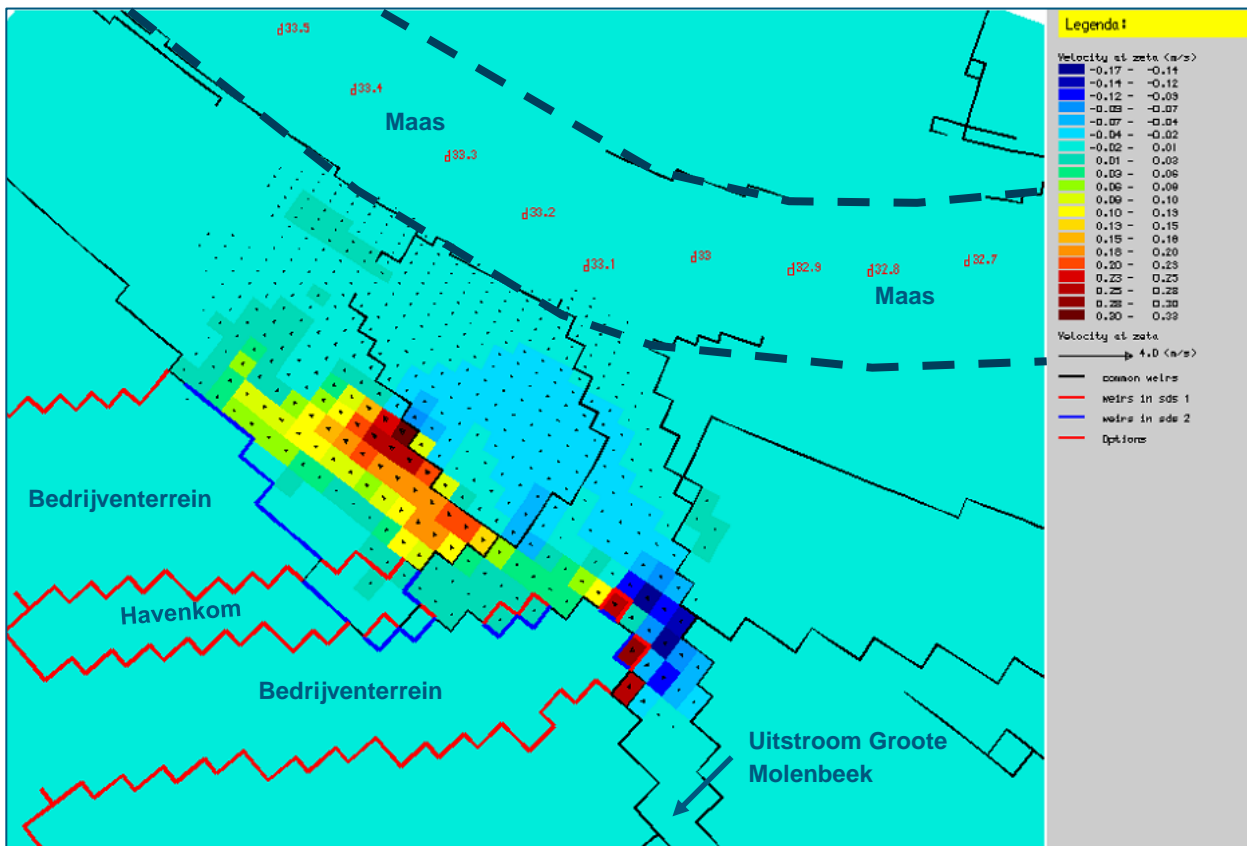 d33.5
d33.4
Maas
d33.3
d33.2
d33.1
d33
d32.9
d32.8
d32.7
Maas
Bedrijventerrein
Havenkom
Bedrijventerrein
Uitstroom Groote
Molenbeek
Legenda:
Velocity at zeta (m/s)
-0.17 - -0.14
-0.14 - -0.12
-0.12 - -0.09
-0.09 - -0.07
-0.07 - -0.04
-0.04 - -0.02
-0.02 - 0.01
0.01 - 0.03
0.03 - 0.06
0.06 - 0.08
0.08 - 0.10
0.10 - 0.13
0.13 - 0.15
0.15 - 0.18
0.18 - 0.20
0.20 - 0.23
0.23 - 0.25
0.25 - 0.28
0.28 - 0.30
0.30 - 0.33
Velocity at zeta
4.0 (m/s)
common weirs
weirs in sds 1
weirs in sds 2
Options